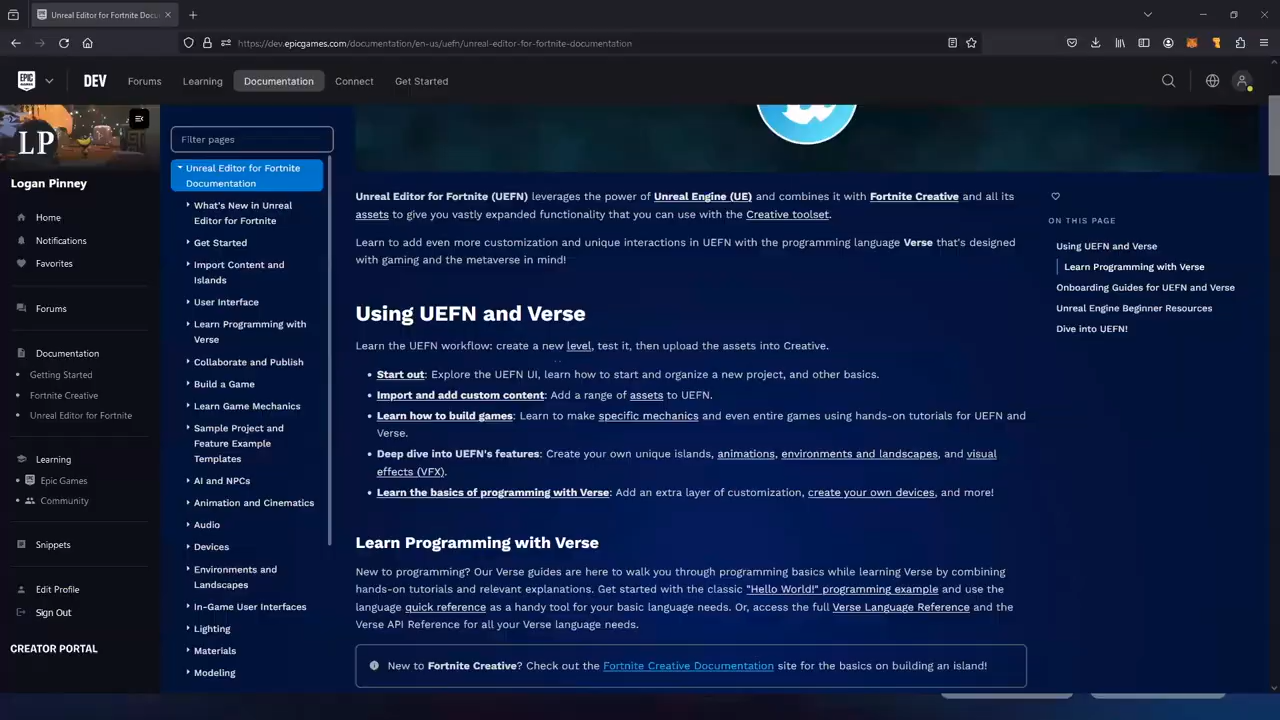 Unreal Editor for Fortnite Docu
https://dev.epicgames.com/documentation/en-us/uefn/unreal-editor-for-fortnite-documentation
EPIC GAMES
DEV
Forums
Learning
Documentation
Connect
Get Started
LP
Logan Pinney
Home
Notifications
Favorites
Forums
Documentation
Getting Started
Fortnite Creative
Unreal Editor for Fortnite
Learning
Epic Games
Community
Snippets
Edit Profile
Sign Out
CREATOR PORTAL
Filter pages
Unreal Editor for Fortnite
Documentation
What's New in Unreal
Editor for Fortnite
Get Started
Import Content and
Islands
User Interface
Learn Programming with
Verse
Collaborate and Publish
Build a Game
Learn Game Mechanics
Sample Project and
Feature Example
Templates
AI and NPCs
Animation and Cinematics
Audio
Devices
Environments and
Landscapes
In-Game User Interfaces
Lighting
Materials
Modeling
Unreal Editor for Fortnite (UEFN) leverages the power of Unreal Engine (UE) and combines it with Fortnite Creative and all its
assets to give you vastly expanded functionality that you can use with the Creative toolset.
Learn to add even more customization and unique interactions in UEFN with the programming language Verse that's designed
with gaming and the metaverse in mind!
Using UEFN and Verse
Learn the UEFN workflow: create a new level, test it, then upload the assets into Creative.
• Start out: Explore the UEFN UI, learn how to start and organize a new project, and other basics.
• Import and add custom content: Add a range of assets to UEFN.
• Learn how to build games: Learn to make specific mechanics and even entire games using hands-on tutorials for UEFN and
Verse.
• Deep dive into UEFN's features: Create your own unique islands, animations, environments and landscapes, and visual
effects (VFX).
• Learn the basics of programming with Verse: Add an extra layer of customization, create your own devices, and more!
Learn Programming with Verse
New to programming? Our Verse guides are here to walk you through programming basics while learning Verse by combining
hands-on tutorials and relevant explanations. Get started with the classic "Hello World!" programming example and use the
language quick reference as a handy tool for your basic language needs. Or, access the full Verse Language Reference and the
Verse API Reference for all your Verse language needs.
New to Fortnite Creative? Check out the Fortnite Creative Documentation site for the basics on building an island!
ON THIS PAGE
Using UEFN and Verse
Learn Programming with Verse
Onboarding Guides for UEFN and Verse
Unreal Engine Beginner Resources
Dive into UEFN!